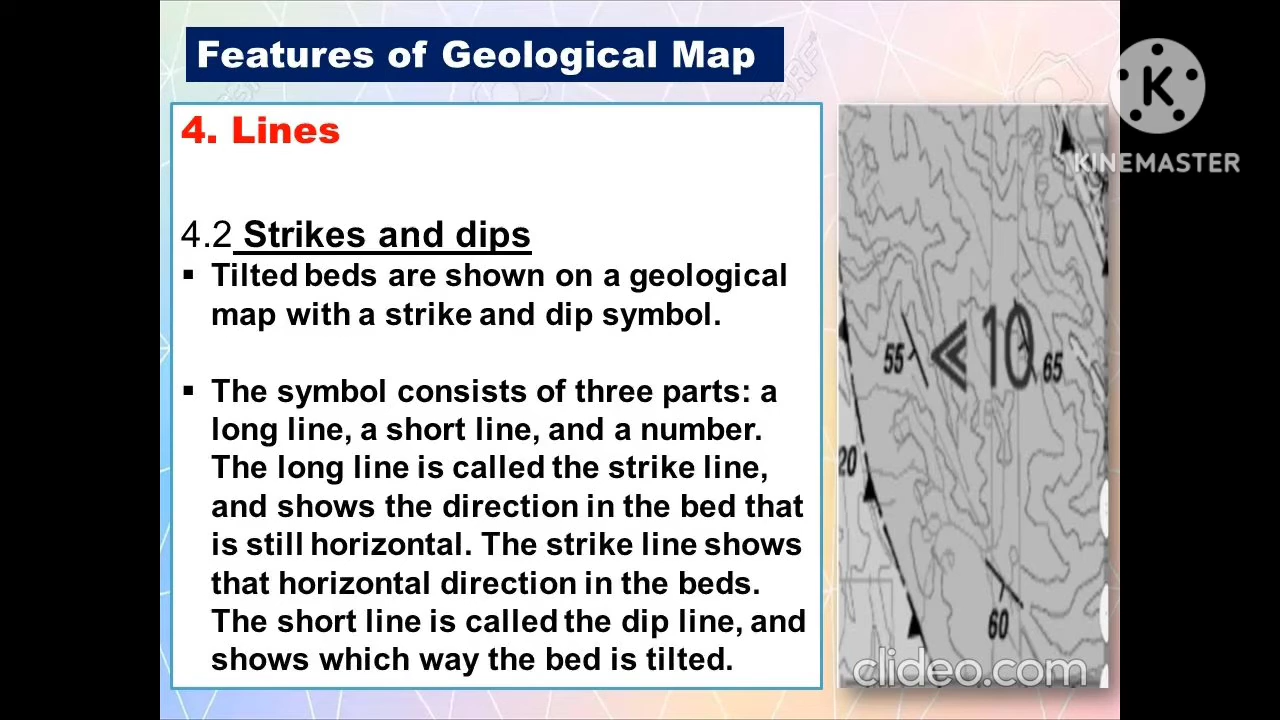 Features of Geological Map
4. Lines
4.2 Strikes and dips
▪ Tilted beds are shown on a geological
map with a strike and dip symbol.
▪ The symbol consists of three parts: a
long line, a short line, and a number.
The long line is called the strike line,
and shows the direction in the bed that
is still horizontal. The strike line shows
that horizontal direction in the beds.
The short line is called the dip line, and
shows which way the bed is tilted.
K
KINEMASTER
55
≪ 10
65
20
60
clideo.com